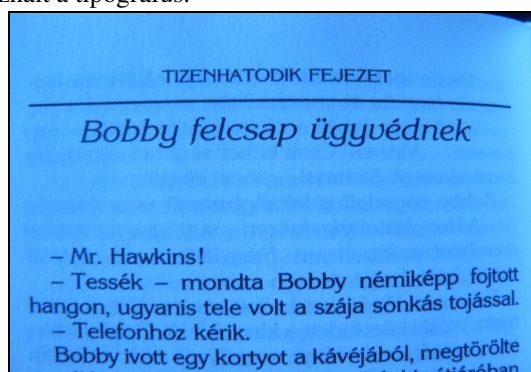 a tipográfus.
TIZENHATODIK FEJEZET
Bobby felcsap ügyvédnek
– Mr. Hawkins!
– Tessék – mondta Bobby némiképp fojtott
hangon, ugyanis tele volt a szája sonkás tojással.
– Telefonhoz kérik.
Bobby ivott egy kortyot a kávéjából, megtörölte